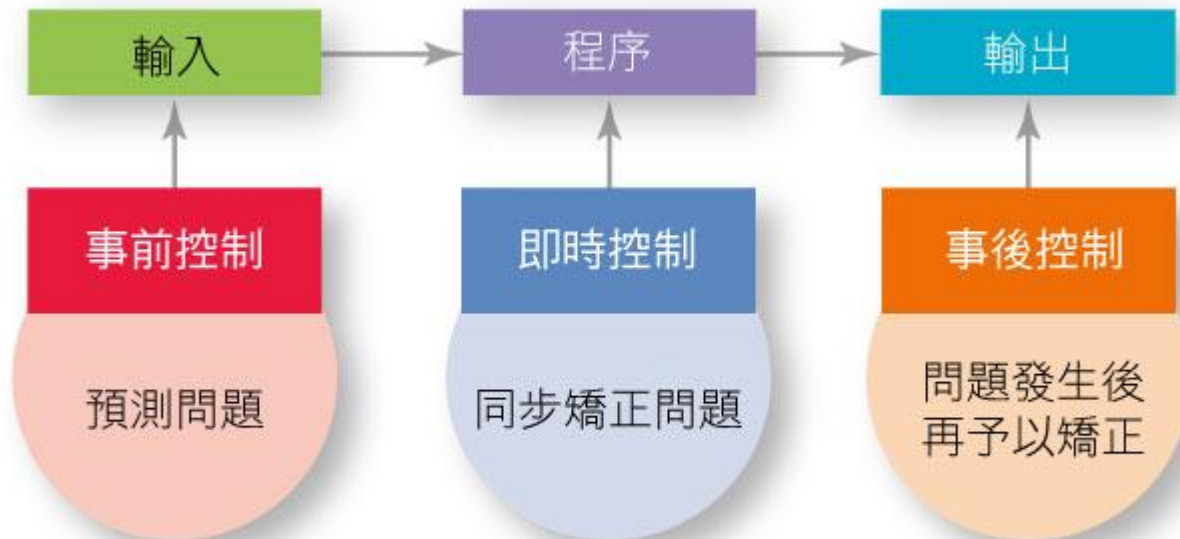 輸入
程序
輸出
事前控制
即時控制
事後控制
預測問題
同步矯正問題
問題發生後
再予以矯正